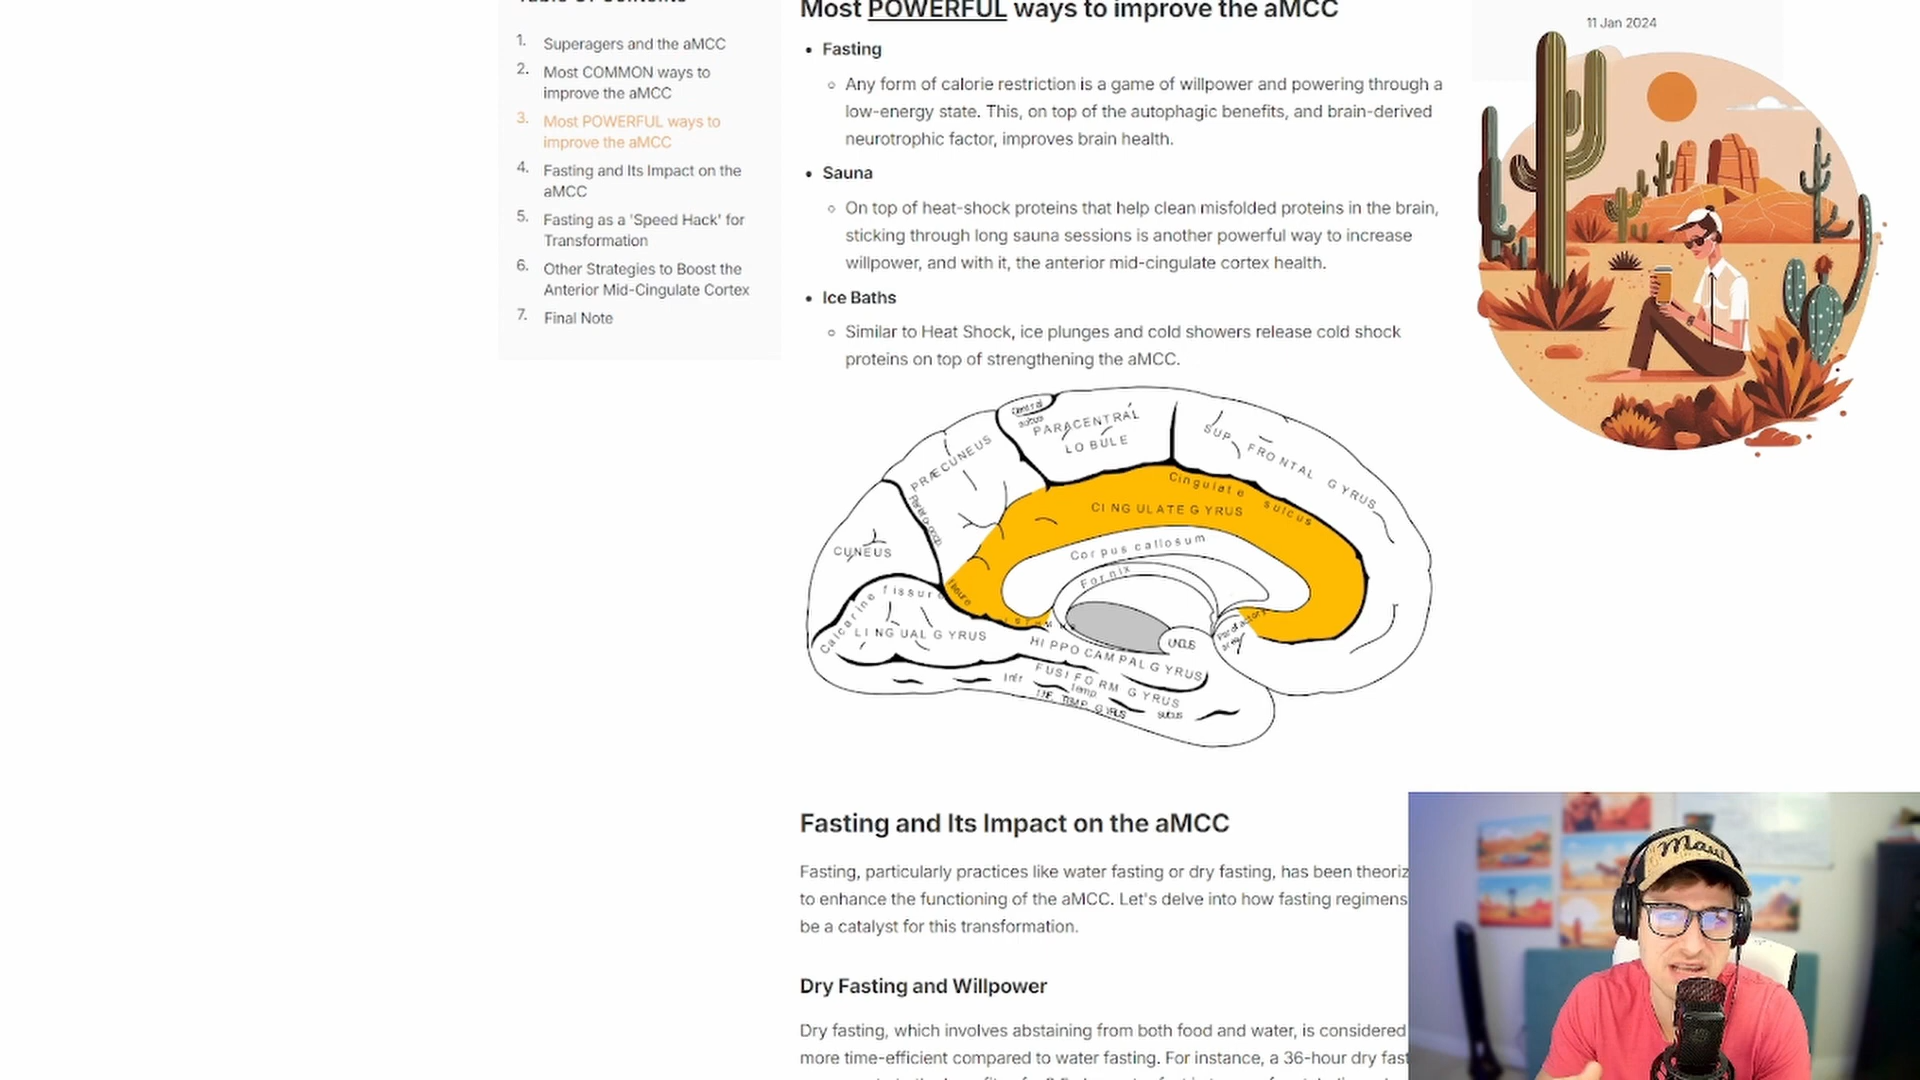 1. Superagers and the aMCC
2. Most COMMON ways to
improve the aMCC
3. Most POWERFUL ways to
improve the aMCC
4. Fasting and Its Impact on the
aMCC
5. Fasting as a 'Speed Hack' for
Transformation
6. Other Strategies to Boost the
Anterior Mid-Cingulate Cortex
7. Final Note
Most POWERFUL ways to improve the aMCC
• Fasting
Any form of calorie restriction is a game of willpower and powering through a
low-energy state. This, on top of the autophagic benefits, and brain-derived
neurotrophic factor, improves brain health.
• Sauna
On top of heat-shock proteins that help clean misfolded proteins in the brain,
sticking through long sauna sessions is another powerful way to increase
willpower, and with it, the anterior mid-cingulate cortex health.
• Ice Baths
Similar to Heat Shock, ice plunges and cold showers release cold shock
proteins on top of strengthening the aMCC.
Central
sulcus
PARACENTRAL
LOBULE
PRÆCUNEUS
SUP. FRONTAL GYRUS
Cingulate sulcus
CINGULATE GYRUS
Corpus callosum
Fornix
CUNEUS
Calcarine fissure
LINGUAL GYRUS
HIPPOCAMPAL GYRUS
UNCUS
FUSIFORM GYRUS
Infr temp
sulcus
INF. TEMP. GYRUS
Fasting and Its Impact on the aMCC
Fasting, particularly practices like water fasting or dry fasting, has been theoriz
to enhance the functioning of the aMCC. Let's delve into how fasting regimens
be a catalyst for this transformation.
Dry Fasting and Willpower
Dry fasting, which involves abstaining from both food and water, is considered
more time-efficient compared to water fasting. For instance, a 36-hour dry fast
11 Jan 2024
Maui